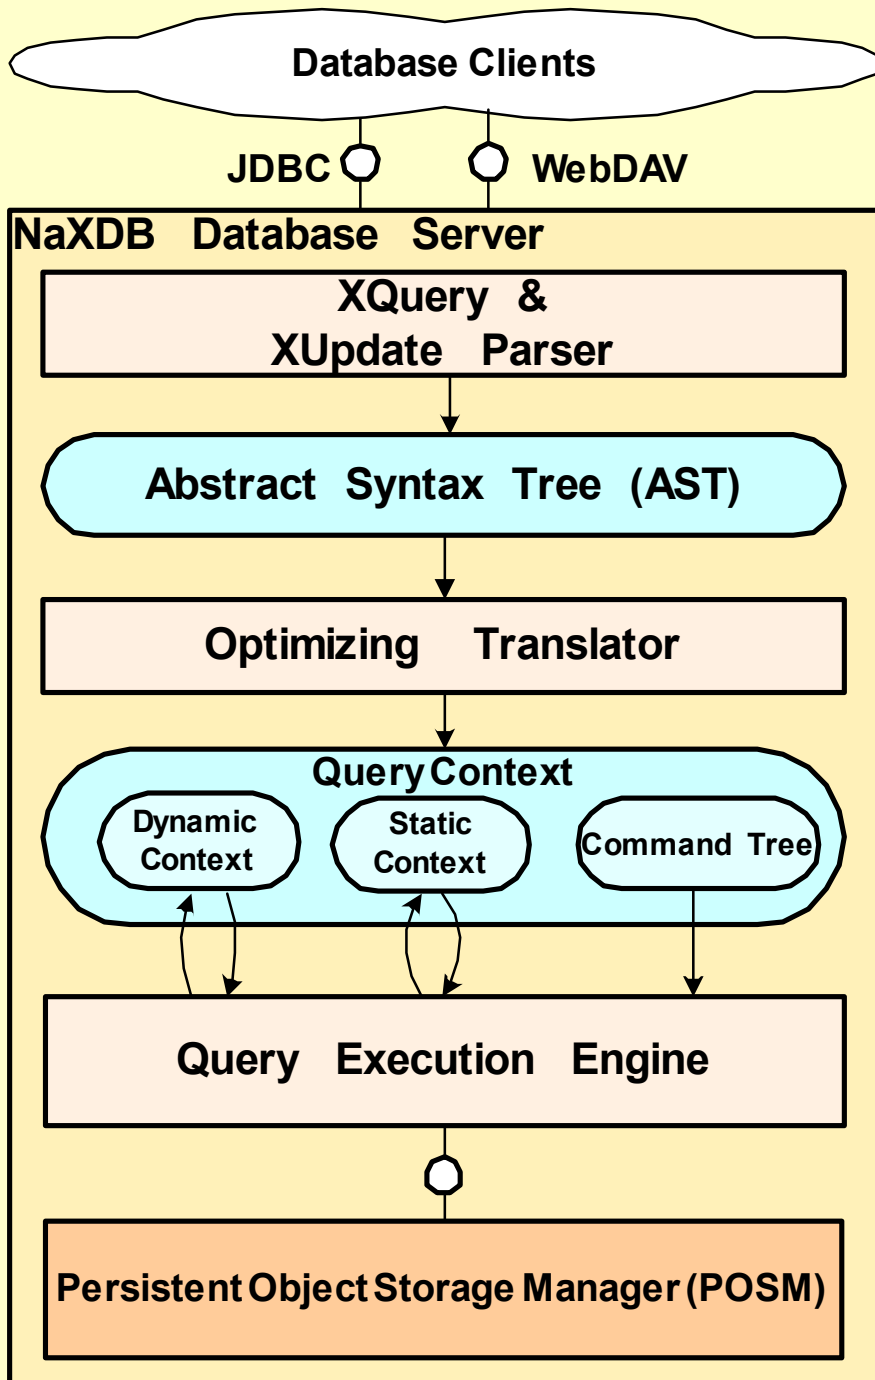 Database Clients
JDBC
WebDAV
NaXDB Database Server
XQuery &
XUpdate Parser
Abstract Syntax Tree (AST)
Optimizing Translator
Query Context
Dynamic
Context
Static
Context
Command Tree
Query Execution Engine
Persistent Object Storage Manager (POSM)